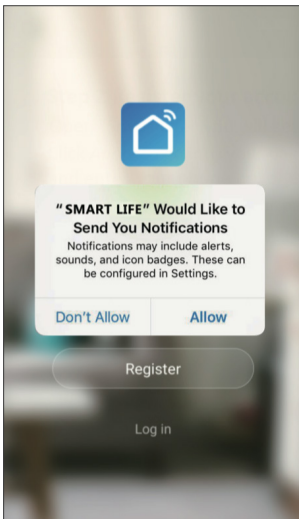 “SMART LIFE” Would Like to
Send You Notifications
Notifications may include alerts,
sounds, and icon badges. These can
be configured in Settings.
Don’t Allow
Allow
Register
Log in